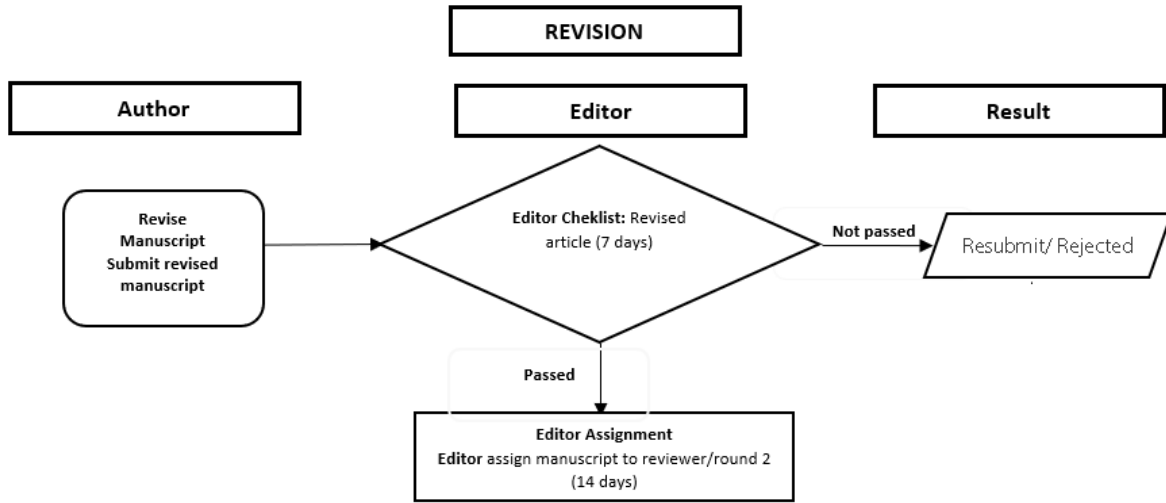 REVISION
Author
Editor
Result
Revise
Manuscript
Submit revised
manuscript
Editor Cheklist: Revised
article (7 days)
Not passed
Resubmit/ Rejected
Passed
Editor Assignment
Editor assign manuscript to reviewer/round 2
(14 days)